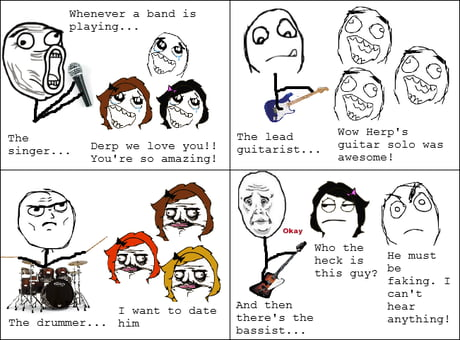 Whenever a band is
playing...
The
singer...
Derp we love you!!
You're so amazing!
The lead
guitarist...
Wow Herp's
guitar solo was
awesome!
The drummer...
I want to date
him
Okay
Who the
heck is
this guy?
He must
be
faking. I
can't
hear
anything!
And then
there's the
bassist...